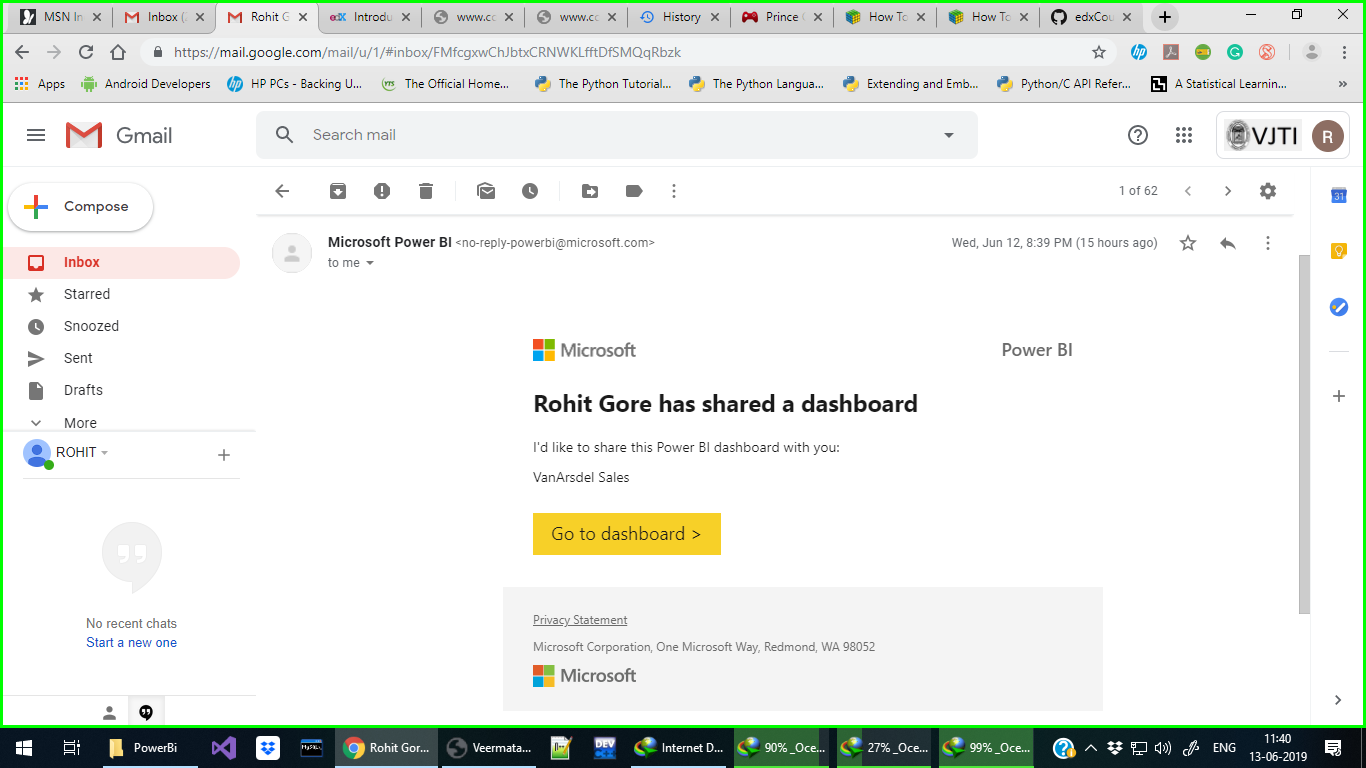 MSN In
Inbox (
Rohit G
edX Introdu
www.cc
www.cc
History
Prince
How To
How To
edxCou
https://mail.google.com/mail/u/1/#inbox/FMfcgxwChJbtxCRNWKLfftDfSMQqRbzk
Apps
Android Developers
HP PCs - Backing U...
The Official Home...
The Python Tutorial...
The Python Langua...
Extending and Emb...
Python/C API Refer...
A Statistical Learnin...
»
Gmail
Search mail
VJTI
R
Compose
1 of 62
31
Inbox
Starred
Snoozed
Sent
Drafts
More
ROHIT
No recent chats
Start a new one
Microsoft Power BI <no-reply-powerbi@microsoft.com>
Wed, Jun 12, 8:39 PM (15 hours ago)
to me
Microsoft
Power BI
Rohit Gore has shared a dashboard
I'd like to share this Power BI dashboard with you:
VanArsdel Sales
Go to dashboard >
Privacy Statement
Microsoft Corporation, One Microsoft Way, Redmond, WA 98052
Microsoft
PowerBi
MySQL
Rohit Gor...
Veermata...
DEV
Internet D...
90% _Oce...
27% _Oce...
99% _Oce...
ENG
11:40
13-06-2019